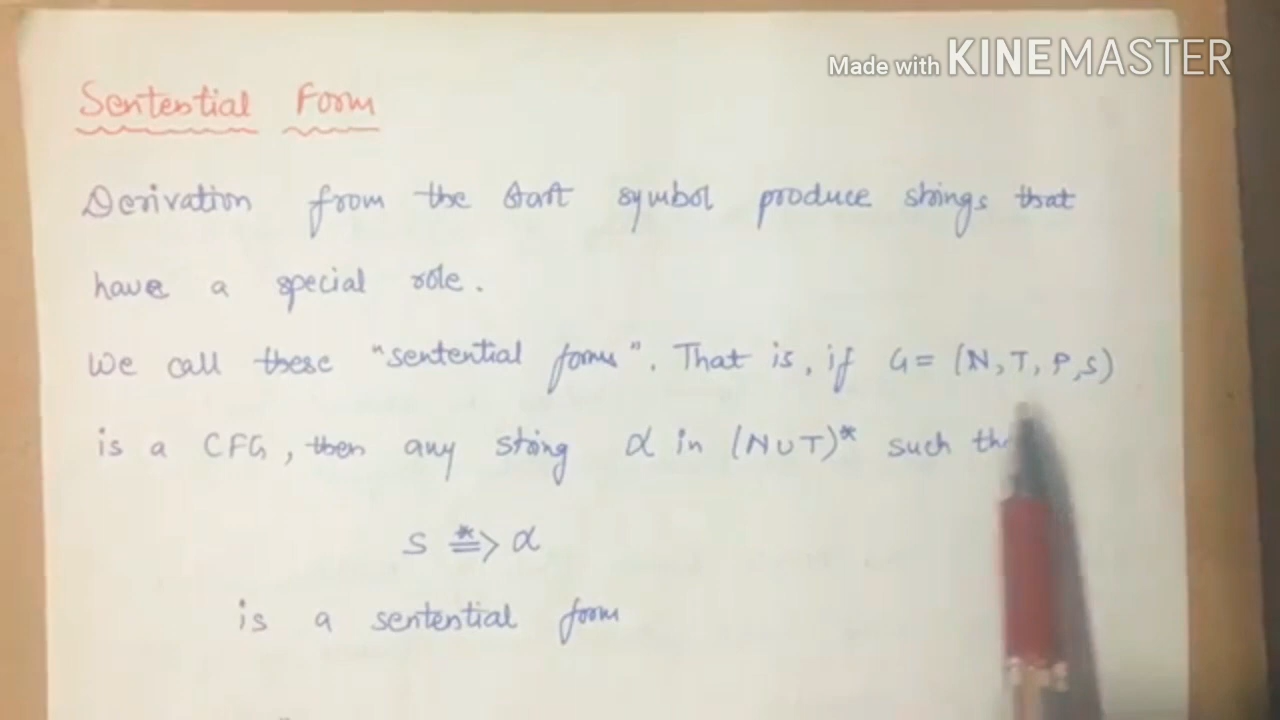 Made with KINEMASTER
Sentential Form
Derivation from the start symbol produce strings that
have a special role.
We call these "sentential forms". That is, if G = (N, T, P, S)
is a CFG, then any string α in (N ∪ T)* such
S *=> α
is a sentential form